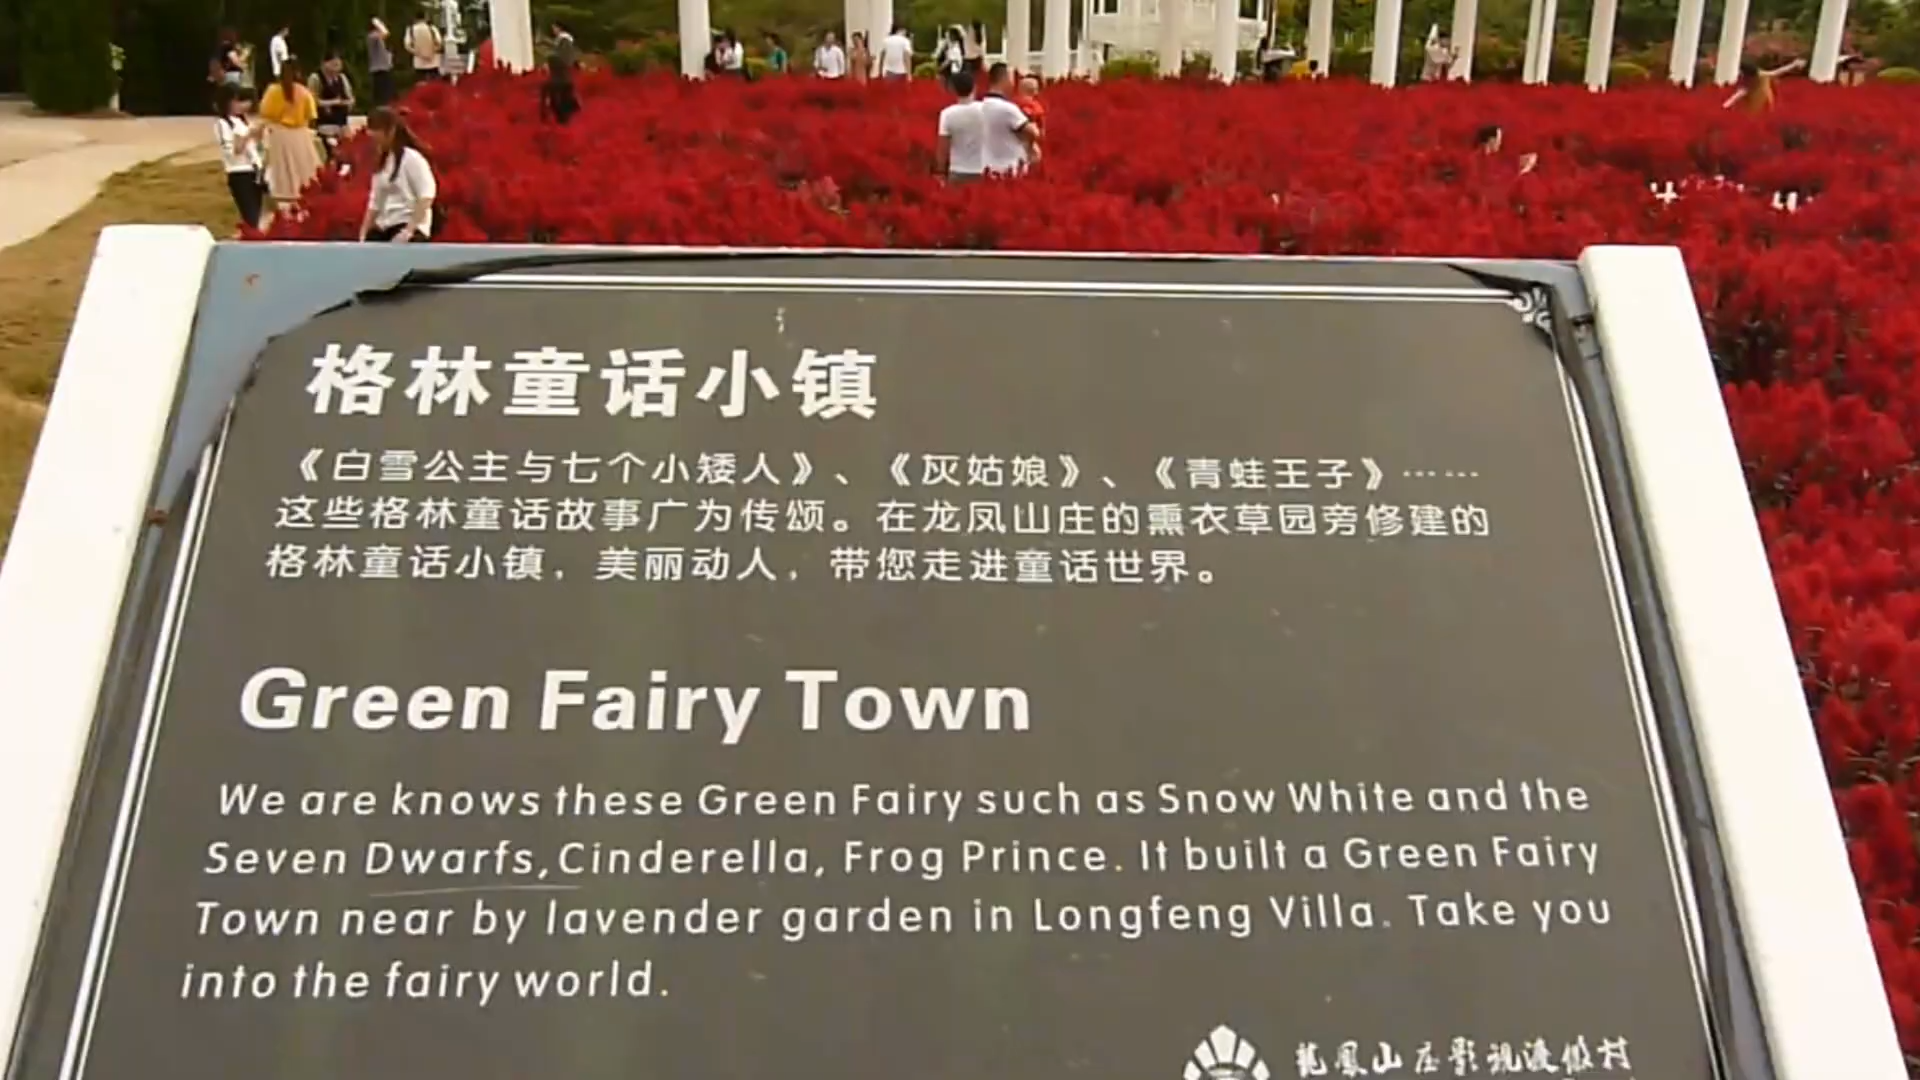 格林童话小镇
《白雪公主与七个小矮人》、《灰姑娘》、《青蛙王子》……
这些格林童话故事广为传颂。在龙凤山庄的熏衣草园旁修建的
格林童话小镇，美丽动人，带您走进童话世界。
Green Fairy Town
We are knows these Green Fairy such as Snow White and the
Seven Dwarfs,Cinderella, Frog Prince. It built a Green Fairy
Town near by lavender garden in Longfeng Villa. Take you
into the fairy world.
龍鳳山庄影視渡假村